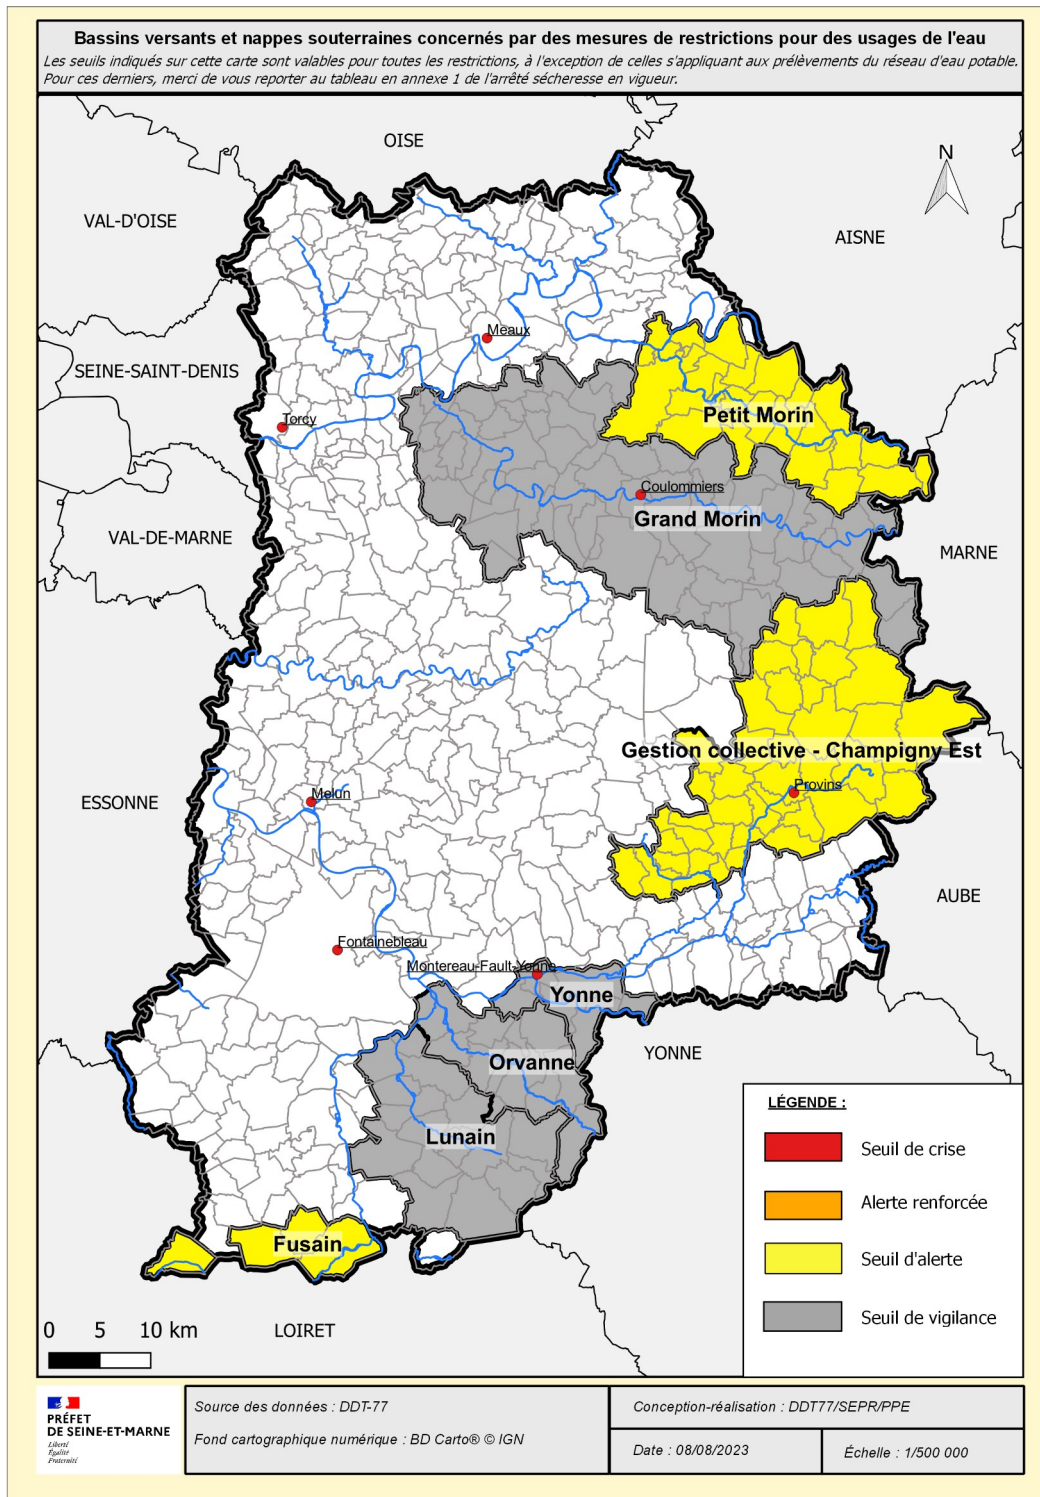 Bassins versants et nappes souterraines concernés par des mesures de restrictions pour des usages de l'eau
Les seuils indiqués sur cette carte sont valables pour toutes les restrictions, à l'exception de celles s'appliquant aux prélèvements du réseau d'eau potable.
Pour ces derniers, merci de vous reporter au tableau en annexe 1 de l'arrêté sécheresse en vigueur.
OISE
N
VAL-D'OISE
AISNE
Meaux
SEINE-SAINT-DENIS
Petit Morin
Torcy
Coulommiers
Grand Morin
VAL-DE-MARNE
MARNE
Gestion collective - Champigny Est
Provins
Melun
ESSONNE
AUBE
Fontainebleau
Montereau-Fault-Yonne
Yonne
YONNE
Orvanne
Lunain
Fusain
LÉGENDE :
Seuil de crise
Alerte renforcée
Seuil d'alerte
Seuil de vigilance
0 5 10 km
LOIRET
PRÉFET
DE SEINE-ET-MARNE
Liberté
Égalité
Fraternité
Source des données : DDT-77
Fond cartographique numérique : BD Carto® © IGN
Conception-réalisation : DDT77/SEPR/PPE
Date : 08/08/2023
Échelle : 1/500 000